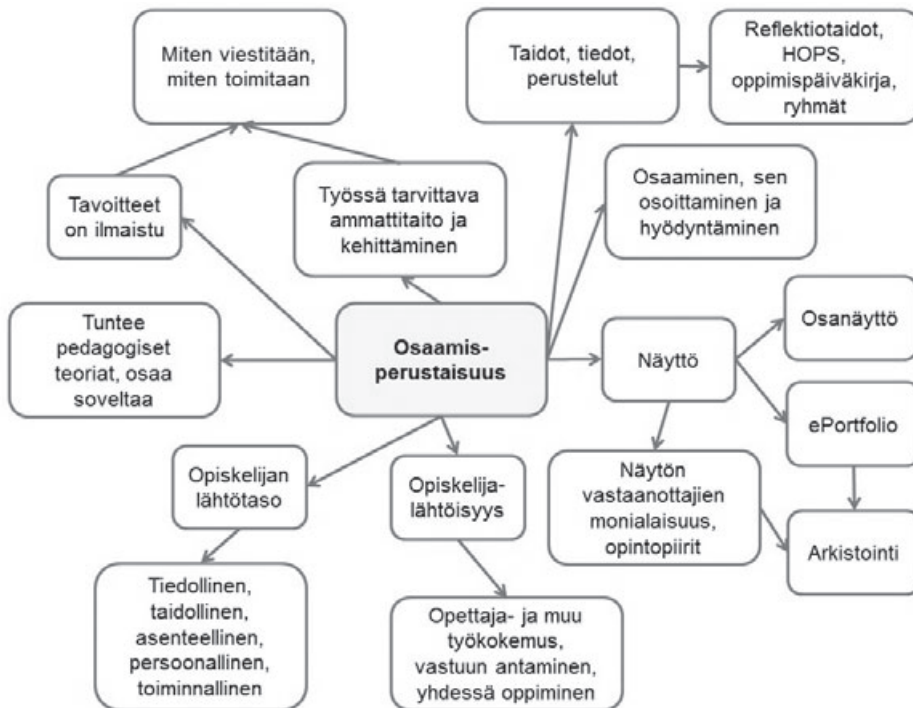 Miten viestitään,
miten toimitaan
Taidot, tiedot,
perustelut
Reflektiotaidot,
HOPS,
oppimispäiväkirja,
ryhmät
Tavoitteet
on ilmaistu
Työssä tarvittava
ammattitaito ja
kehittäminen
Osaaminen, sen
osoittaminen ja
hyödyntäminen
Tuntee
pedagogiset
teoriat, osaa
soveltaa
Osaamis-
perustaisuus
Näyttö
Osanäyttö
ePortfolio
Opiskelijan
lähtötaso
Opiskelija-
lähtöisyys
Näytön
vastaanottajien
monialaisuus,
opintopiirit
Arkistointi
Tiedollinen,
taidollinen,
asenteellinen,
persoonallinen,
toiminnallinen
Opettaja- ja muu
työkokemus,
vastuun antaminen,
yhdessä oppiminen